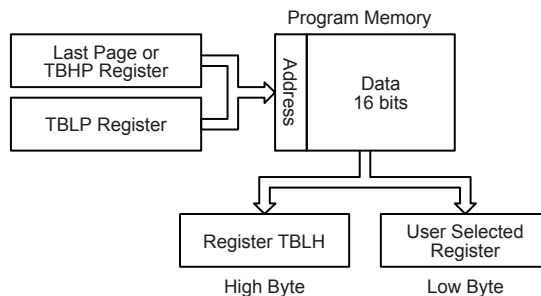 Program Memory
Last Page or
TBHP Register
TBLP Register
Address
Data
16 bits
Register TBLH
User Selected
Register
High Byte
Low Byte